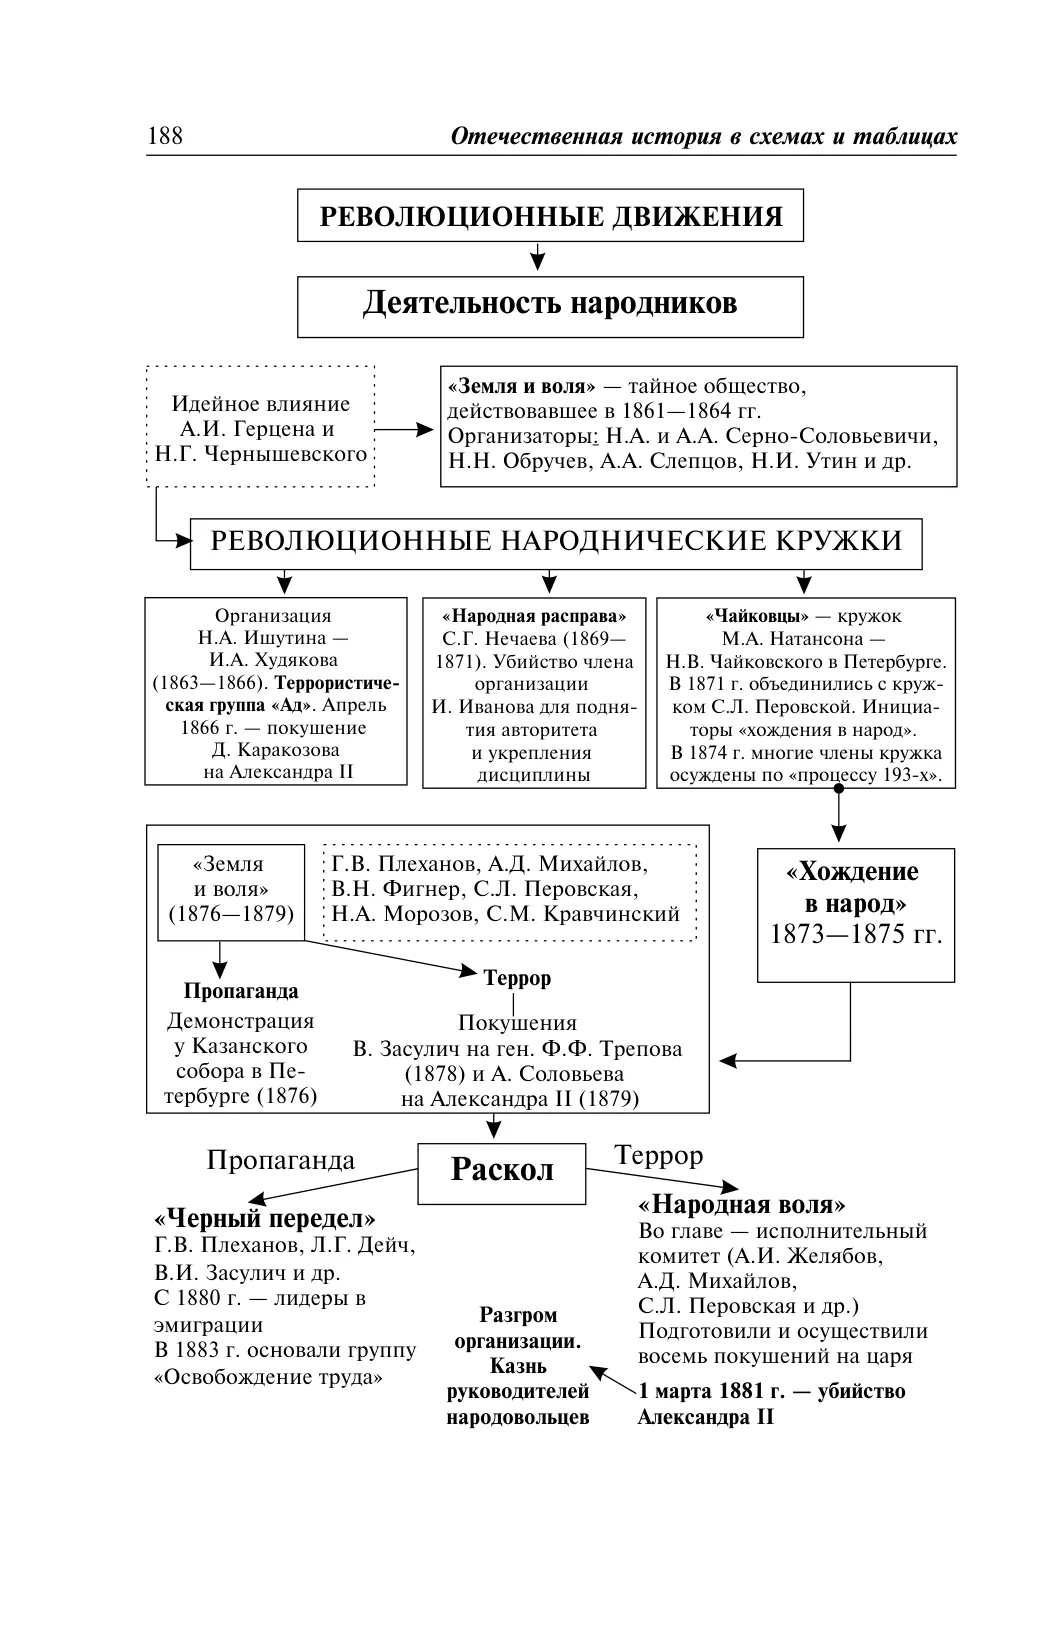 188
Отечественная история в схемах и таблицах
РЕВОЛЮЦИОННЫЕ ДВИЖЕНИЯ
Деятельность народников
Идейное влияние
А.И. Герцена и
Н.Г. Чернышевского
«Земля и воля» — тайное общество,
действовавшее в 1861—1864 гг.
Организаторы: Н.А. и А.А. Серно-Соловьевичи,
Н.Н. Обручев, А.А. Слепцов, Н.И. Утин и др.
РЕВОЛЮЦИОННЫЕ НАРОДНИЧЕСКИЕ КРУЖКИ
Организация
Н.А. Ишутина —
И.А. Худякова
(1863—1866). Террористиче-
ская группа «Ад». Апрель
1866 г. — покушение
Д. Каракозова
на Александра II
«Народная расправа»
С.Г. Нечаева (1869—
1871). Убийство члена
организации
И. Иванова для подня-
тия авторитета
и укрепления
дисциплины
«Чайковцы» — кружок
М.А. Натансона —
Н.В. Чайковского в Петербурге.
В 1871 г. объединились с круж-
ком С.Л. Перовской. Инициа-
торы «хождения в народ».
В 1874 г. многие члены кружка
осуждены по «процессу 193-х».
«Земля
и воля»
(1876—1879)
Г.В. Плеханов, А.Д. Михайлов,
В.Н. Фигнер, С.Л. Перовская,
Н.А. Морозов, С.М. Кравчинский
«Хождение
в народ»
1873—1875 гг.
Пропаганда
Демонстрация
у Казанского
собора в Пе-
тербурге (1876)
Террор
Покушения
В. Засулич на ген. Ф.Ф. Трепова
(1878) и А. Соловьева
на Александра II (1879)
Пропаганда
Раскол
Террор
«Черный передел»
Г.В. Плеханов, Л.Г. Дейч,
В.И. Засулич и др.
С 1880 г. — лидеры в
эмиграции
В 1883 г. основали группу
«Освобождение труда»
«Народная воля»
Во главе — исполнительный
комитет (А.И. Желябов,
А.Д. Михайлов,
С.Л. Перовская и др.)
Подготовили и осуществили
восемь покушений на царя
1 марта 1881 г. — убийство
Александра II
Разгром
организации.
Казнь
руководителей
народовольцев